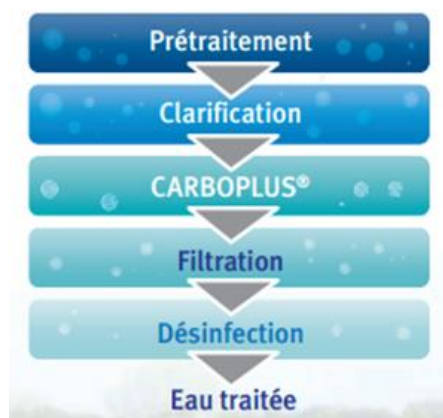 Prétraitement
Clarification
CARBOPLUS®
Filtration
Désinfection
Eau traitée